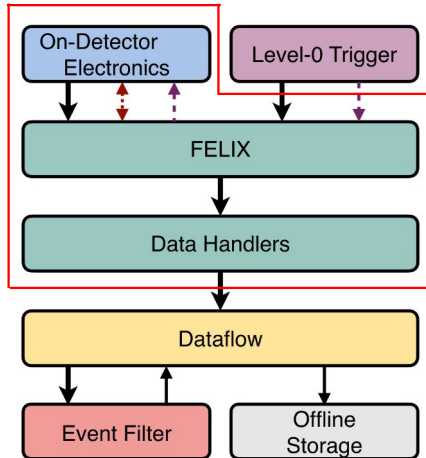 On-Detector
Electronics
Level-0 Trigger
FELIX
Data Handlers
Dataflow
Event Filter
Offline
Storage